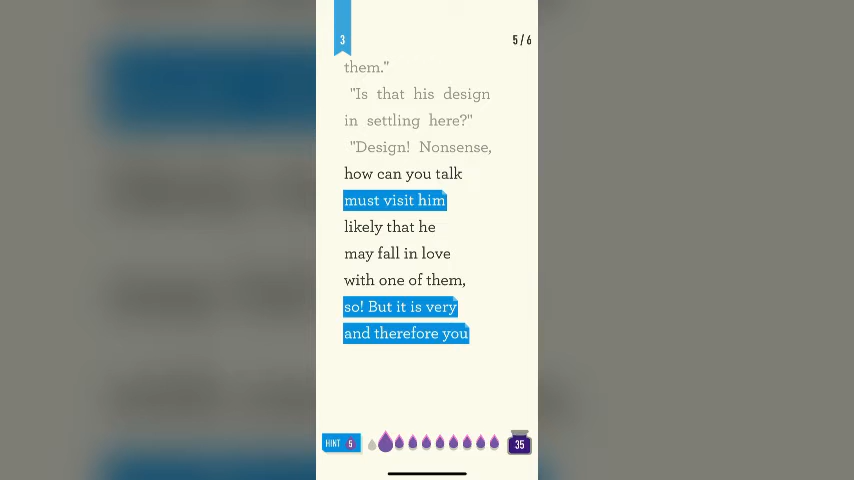 3
5 / 6
them."
"Is that his design
in settling here?"
"Design! Nonsense,
how can you talk
must visit him
likely that he
may fall in love
with one of them,
so! But it is very
and therefore you
HINT 5
35